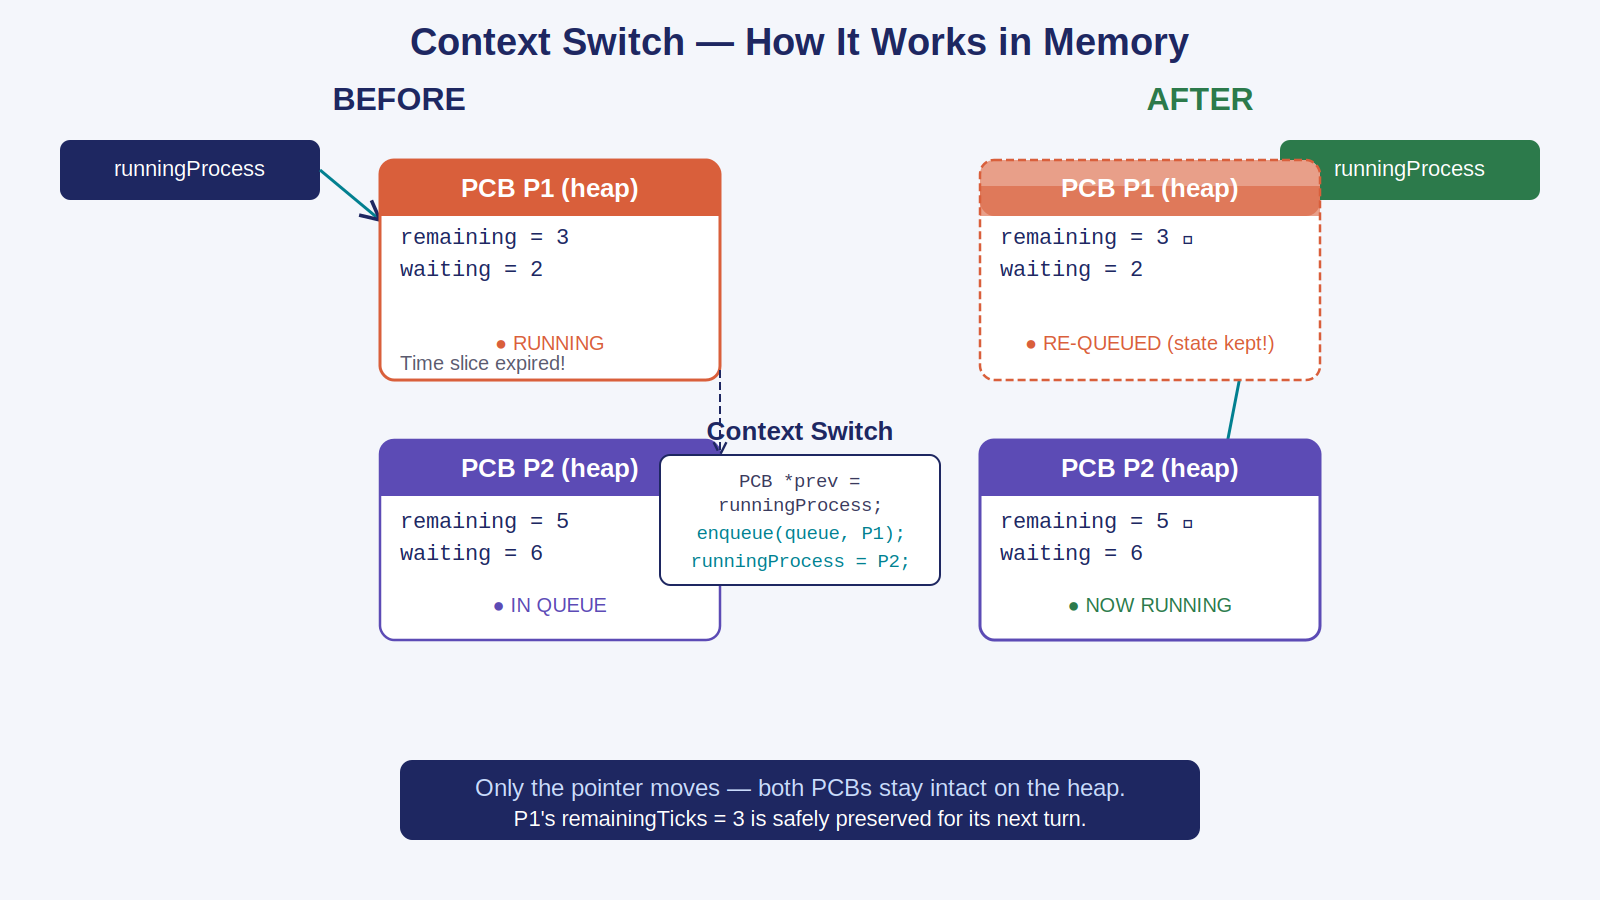 Context Switch — How It Works in Memory
BEFORE
runningProcess
PCB P1 (heap)
remaining = 3
waiting = 2
● RUNNING
Time slice expired!
PCB P2 (heap)
remaining = 5
waiting = 6
● IN QUEUE
Context Switch
PCB *prev =
runningProcess;
enqueue(queue, P1);
runningProcess = P2;
AFTER
runningProcess
PCB P1 (heap)
remaining = 3 □
waiting = 2
● RE-QUEUED (state kept!)
PCB P2 (heap)
remaining = 5 □
waiting = 6
● NOW RUNNING
Only the pointer moves — both PCBs stay intact on the heap.
P1's remainingTicks = 3 is safely preserved for its next turn.